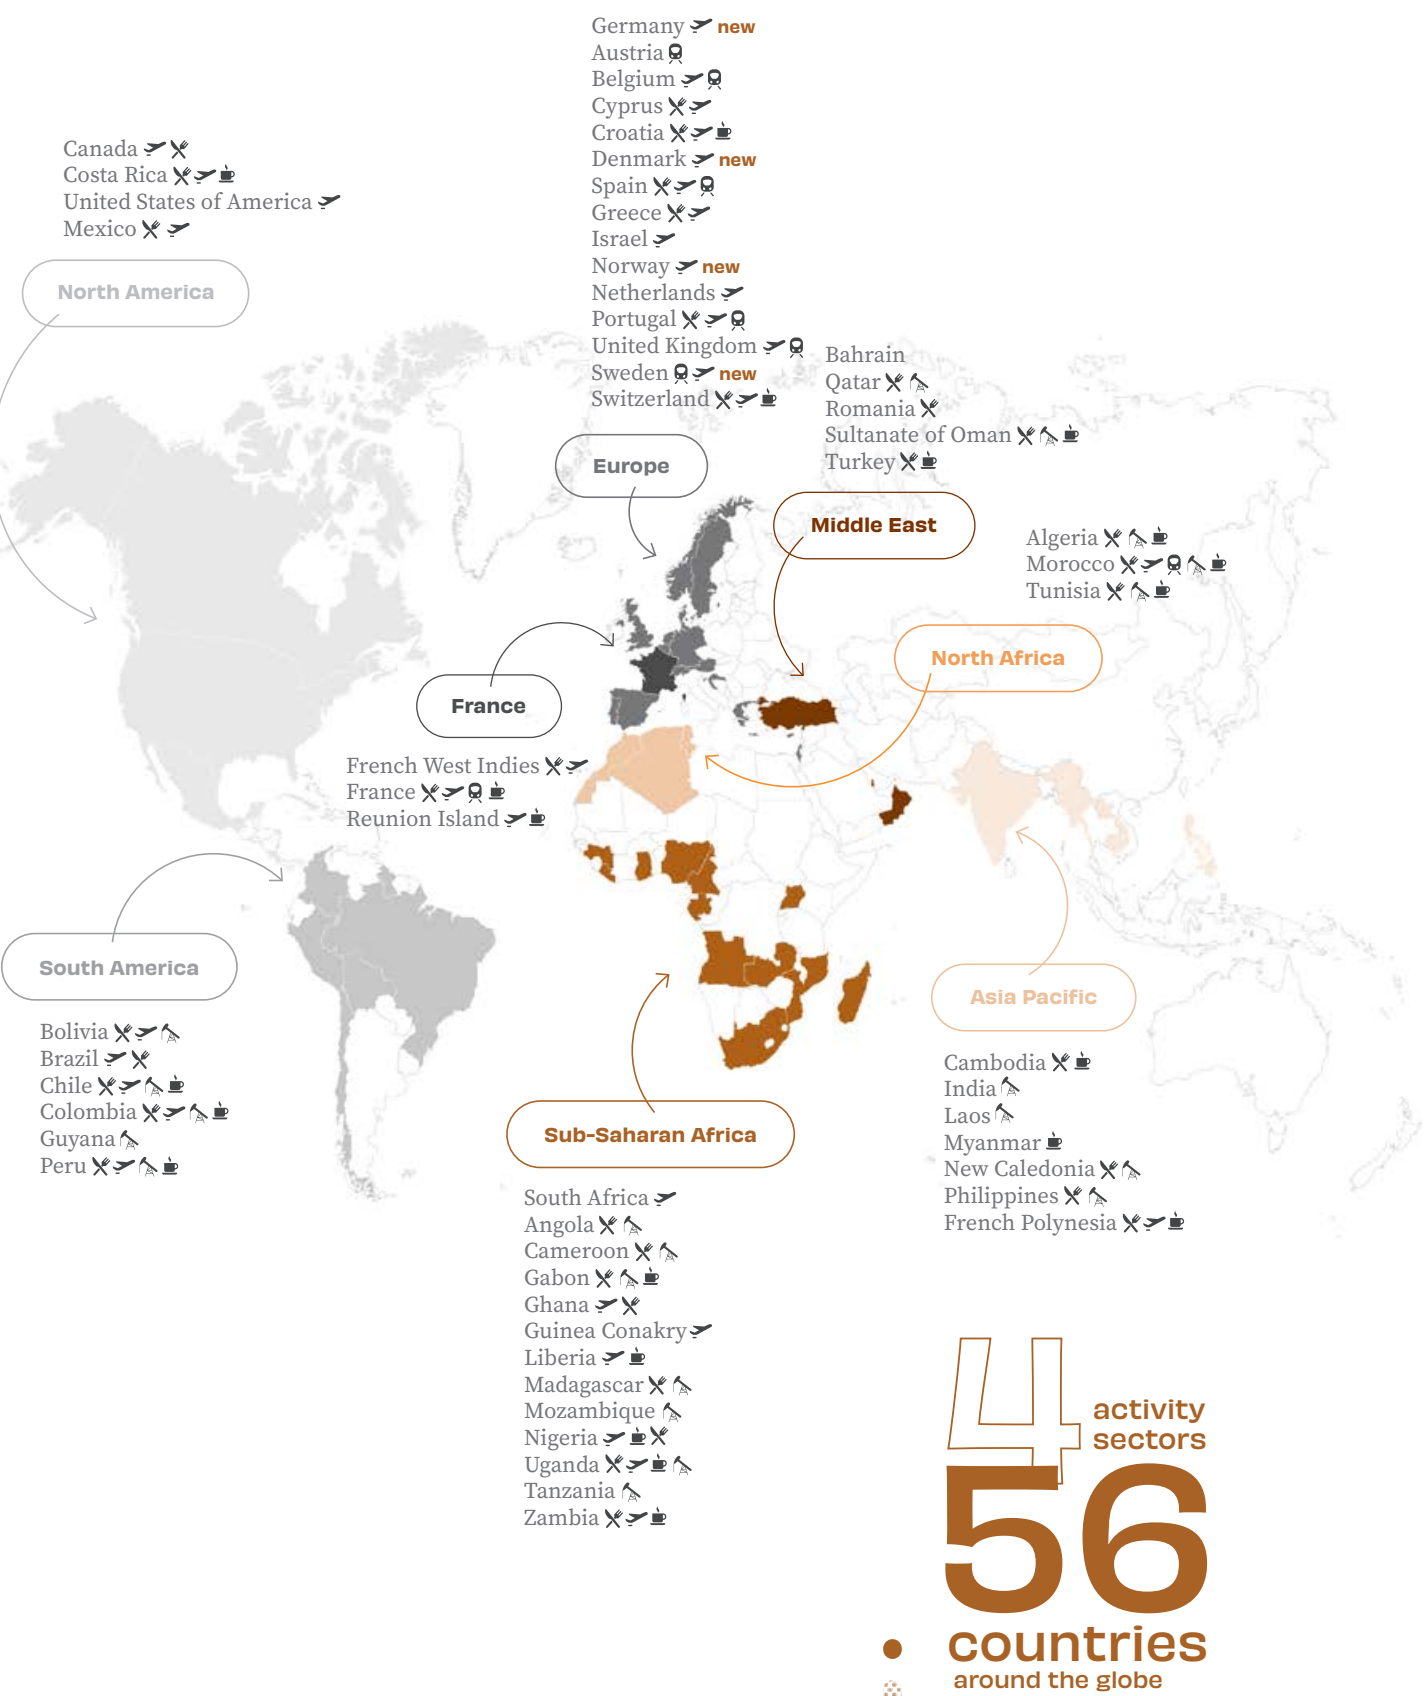 Germany new
Austria
Belgium
Cyprus
Croatia
Denmark new
Spain
Greece
Israel
Norway new
Netherlands
Portugal
United Kingdom
Sweden new
Switzerland
Europe
Canada
Costa Rica
United States of America
Mexico
North America
Bahrain
Qatar
Romania
Sultanate of Oman
Turkey
Middle East
Algeria
Morocco
Tunisia
North Africa
France
French West Indies
France
Reunion Island
South America
Bolivia
Brazil
Chile
Colombia
Guyana
Peru
Sub-Saharan Africa
South Africa
Angola
Cameroon
Gabon
Ghana
Guinea Conakry
Liberia
Madagascar
Mozambique
Nigeria
Uganda
Tanzania
Zambia
Asia Pacific
Cambodia
India
Laos
Myanmar
New Caledonia
Philippines
French Polynesia
4 activity
sectors
56
countries
around the globe